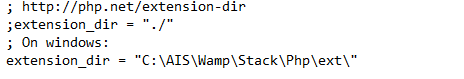 ; http://php.net/extension-dir
;extension_dir = "./"
; On windows:
extension_dir = "C:\AIS\Wamp\Stack\Php\ext\"